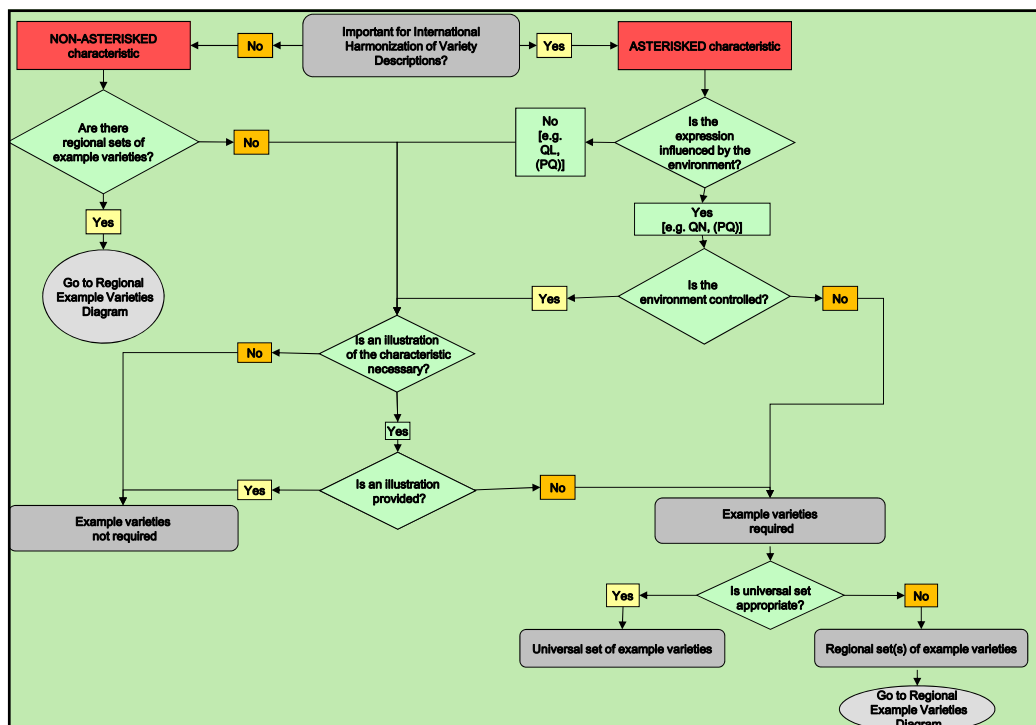 NON-ASTERISKED
characteristic
No
Important for International
Harmonization of Variety
Descriptions?
Yes
ASTERISKED characteristic
Are there
regional sets of
example varieties?
No
No
[e.g.
QL,
(PQ)]
Is the
expression
influenced by the
environment?
Yes
Yes
[e.g. QN, (PQ)]
Go to Regional
Example Varieties
Diagram
Yes
Is the
environment controlled?
No
No
Is an illustration
of the characteristic
necessary?
Yes
Yes
Is an illustration
provided?
No
Example varieties
not required
Example varieties
required
Yes
Is universal set
appropriate?
No
Universal set of example varieties
Regional set(s) of example varieties
Go to Regional
Example Varieties
Diagram